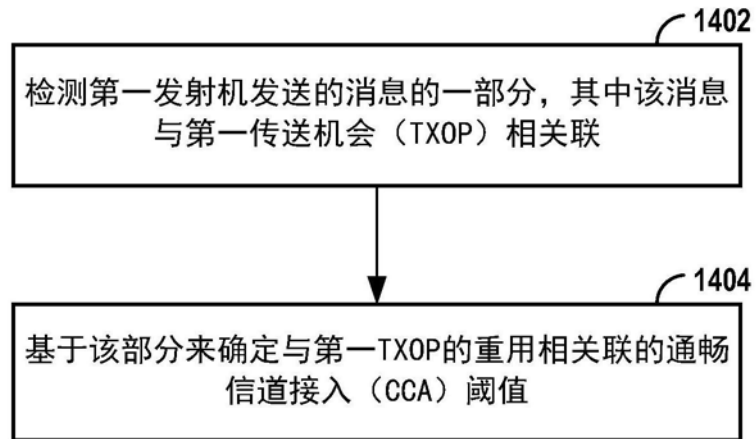 1402
检测第一发射机发送的消息的一部分，其中该消息
与第一传送机会（TXOP）相关联
1404
基于该部分来确定与第一TXOP的重用相关联的通畅
信道接入（CCA）阈值